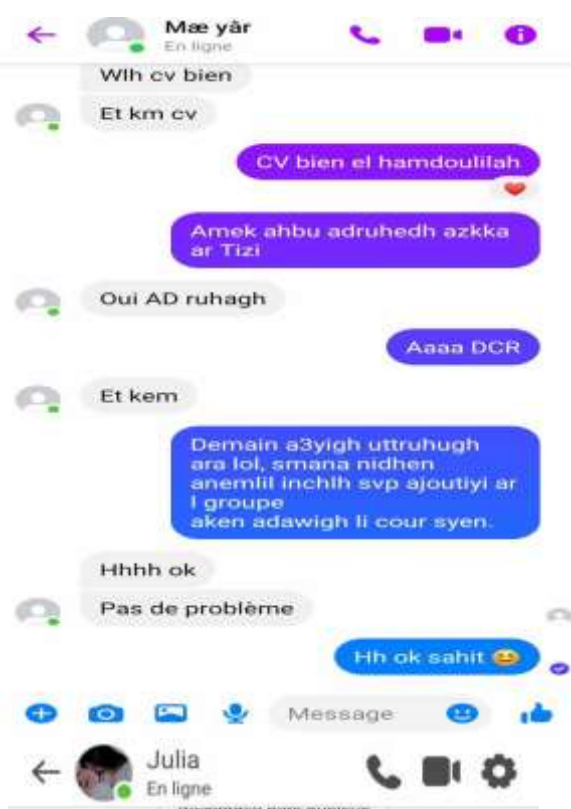 Mæ yâr
En ligne
Wlh cv bien
Et km cv
CV bien el hamdoulilah
Amek ahbu adruhedh azkka
ar Tizi
Oui AD ruhagh
Aaaa DCR
Et kem
Demain a3yigh uttruhugh
ara lol, smana nidhen
anemlil inchlh svp ajoutiyi ar
l groupe
aken adawigh li cour syen.
Hhhh ok
Pas de problème
Hh ok sahit 😄
Message
Julia
En ligne